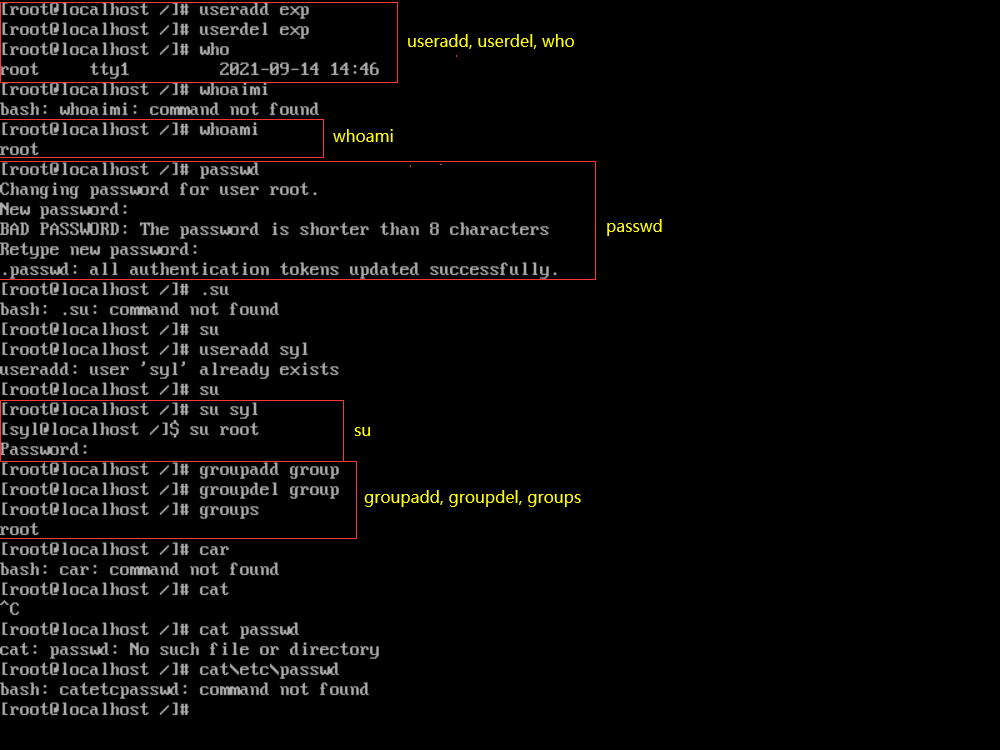 [root@localhost /]# useradd exp
[root@localhost /]# userdel exp
useradd, userdel, who
[root@localhost /]# who
root     tty1         2021-09-14 14:46
[root@localhost /]# whoaimi
bash: whoaimi: command not found
[root@localhost /]# whoami
whoami
root
[root@localhost /]# passwd
Changing password for user root.
New password:
BAD PASSWORD: The password is shorter than 8 characters
passwd
Retype new password:
.passwd: all authentication tokens updated successfully.
[root@localhost /]# .su
bash: .su: command not found
[root@localhost /]# su
[root@localhost /]# useradd syl
useradd: user 'syl' already exists
[root@localhost /]# su
[root@localhost /]# su syl
[syl@localhost /]$ su root
su
Password:
[root@localhost /]# groupadd group
[root@localhost /]# groupdel group
groupadd, groupdel, groups
[root@localhost /]# groups
root
[root@localhost /]# car
bash: car: command not found
[root@localhost /]# cat
^C
[root@localhost /]# cat passwd
cat: passwd: No such file or directory
[root@localhost /]# cat\etc\passwd
bash: catetcpasswd: command not found
[root@localhost /]#